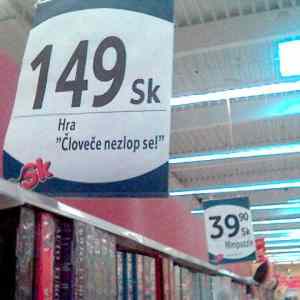 149 Sk
Hra
"Človeče nezlop se!"
Sk
39 90
Sk
Minipuzzle